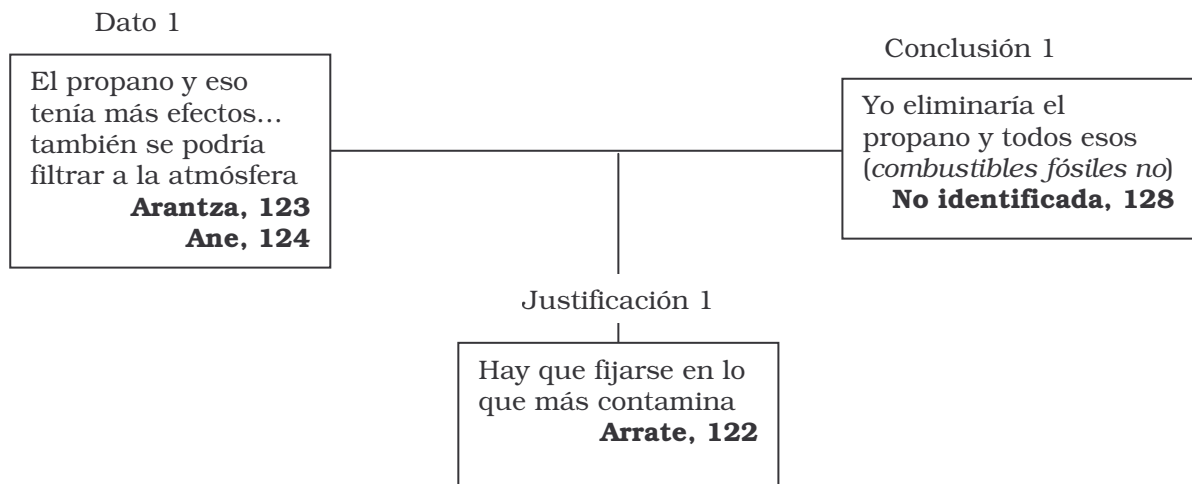 Dato 1
El propano y eso
tenía más efectos…
también se podría
filtrar a la atmósfera
Arantza, 123
Ane, 124
Conclusión 1
Yo eliminaría el
propano y todos esos
(combustibles fósiles no)
No identificada, 128
Justificación 1
Hay que fijarse en lo
que más contamina
Arrate, 122